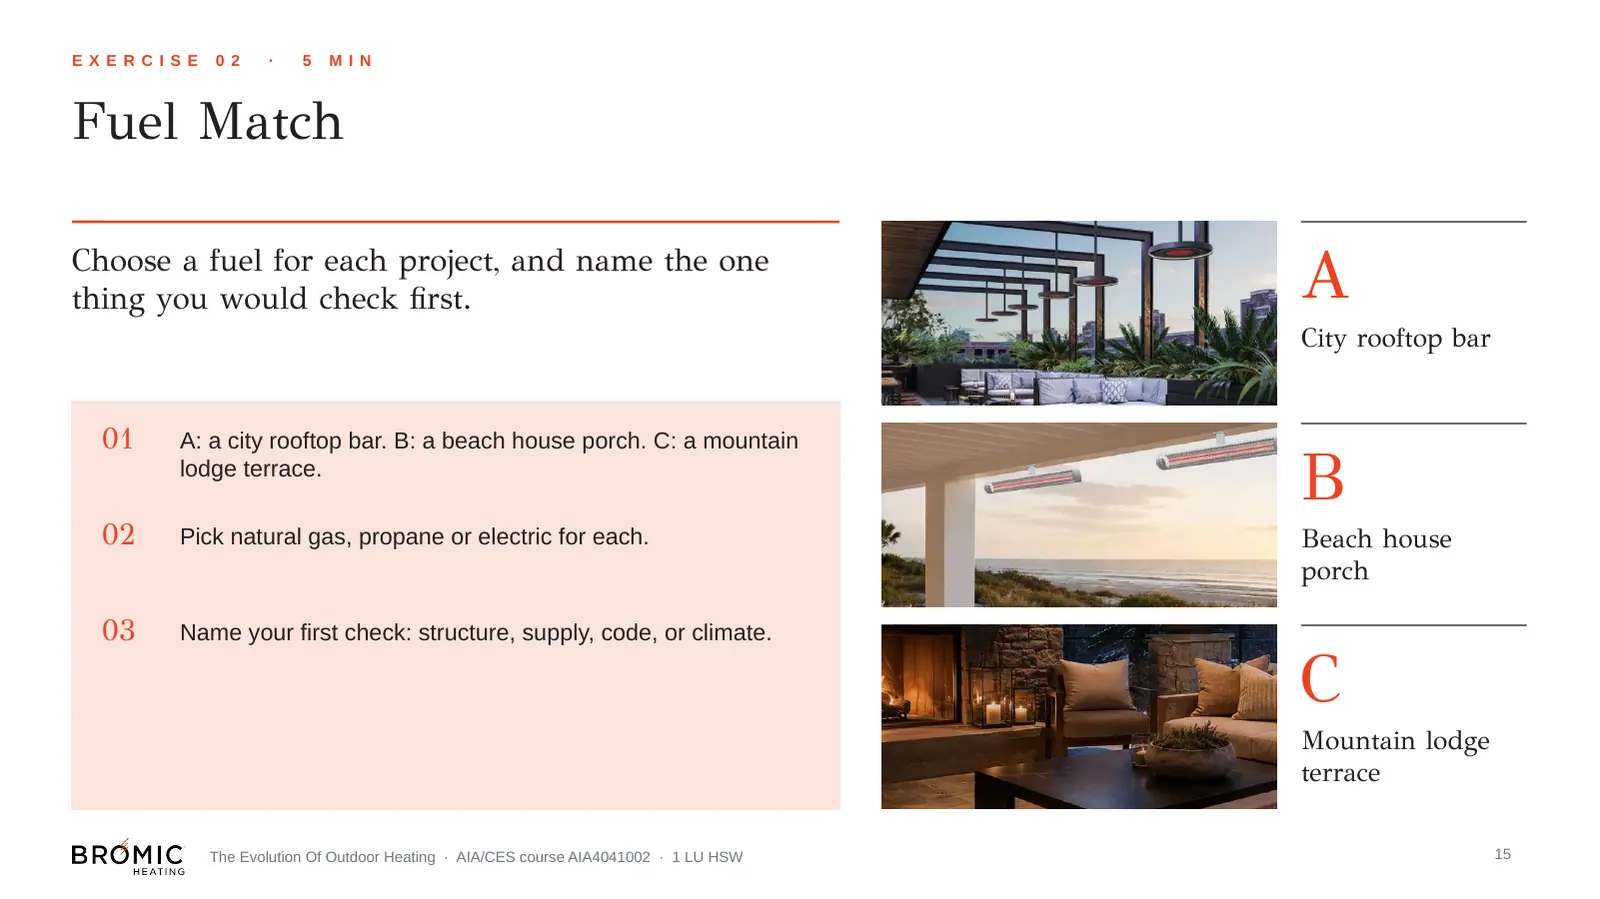 EXERCISE 02 · 5 MIN
Fuel Match
Choose a fuel for each project, and name the one
thing you would check first.
01 A: a city rooftop bar. B: a beach house porch. C: a mountain
lodge terrace.
02 Pick natural gas, propane or electric for each.
03 Name your first check: structure, supply, code, or climate.
A
City rooftop bar
B
Beach house
porch
C
Mountain lodge
terrace
BROMIC
HEATING
The Evolution Of Outdoor Heating · AIA/CES course AIA4041002 · 1 LU HSW
15